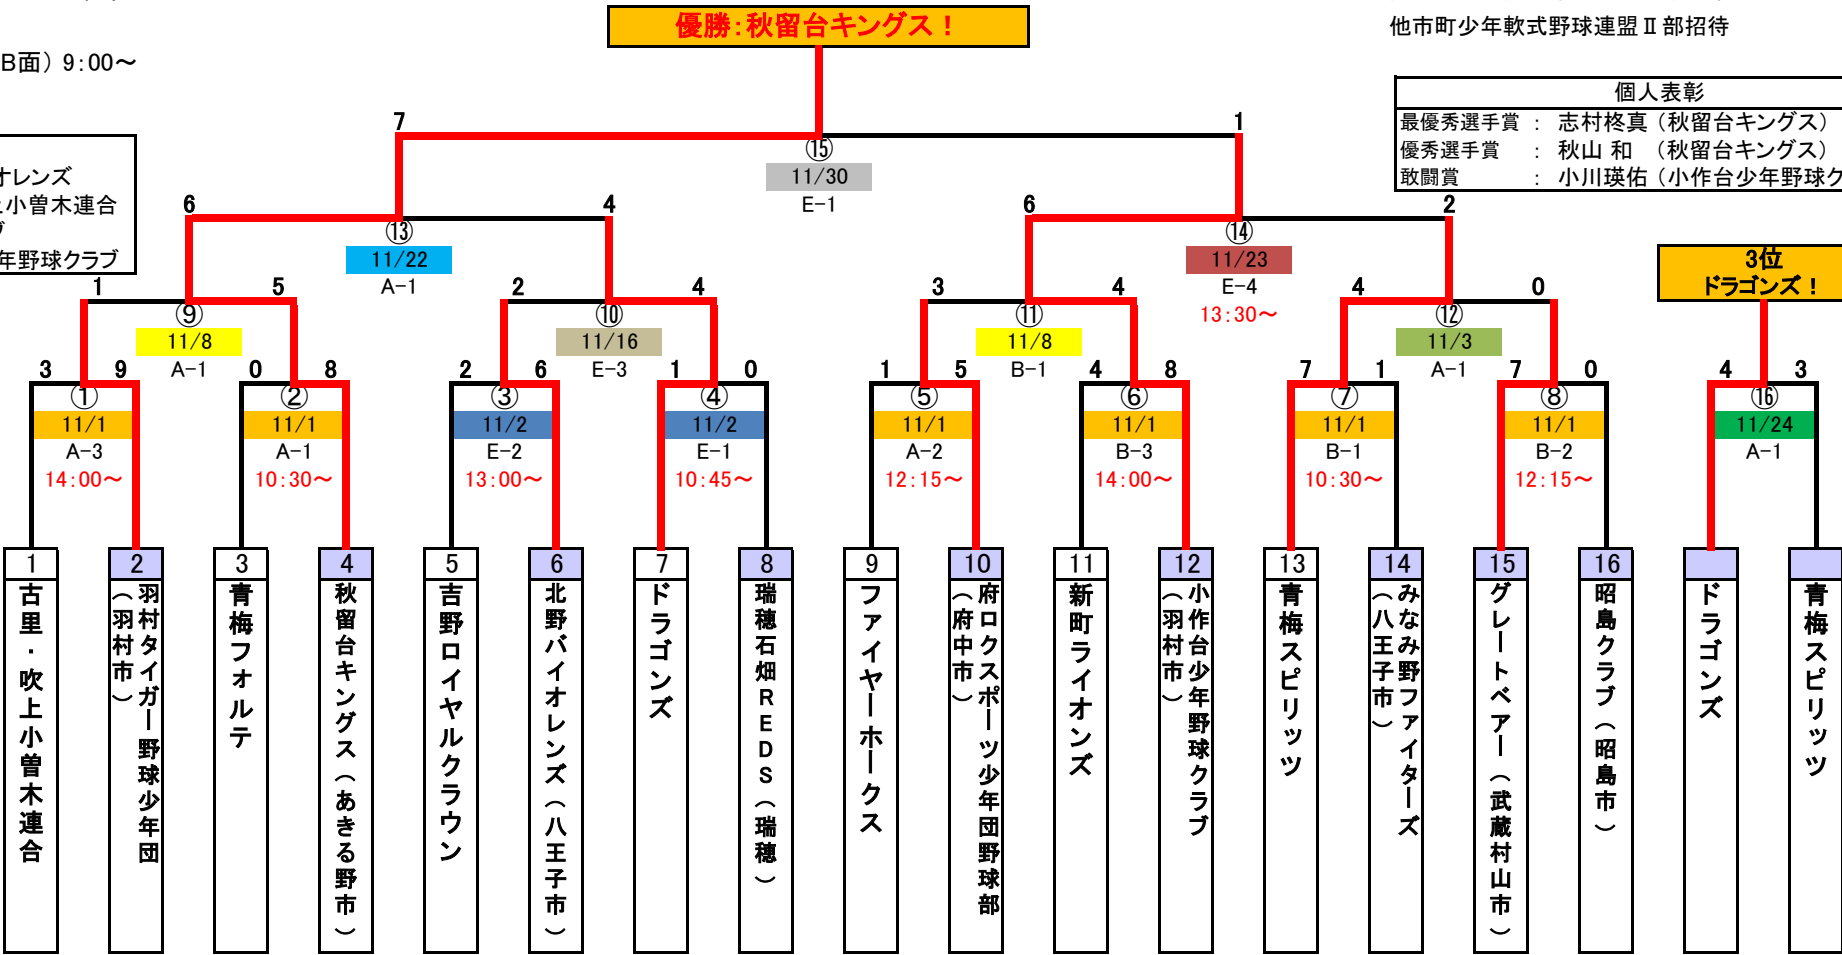 優勝：秋留台キングス！
他市町少年軟式野球連盟Ⅱ部招待
B面）9：00～
個人表彰
最優秀選手賞 ： 志村柊真（秋留台キングス）
優秀選手賞 ： 秋山 和 （秋留台キングス）
敢闘賞 ： 小川瑛佑（小作台少年野球ク
オレンズ
上小曽木連合
ブ
年野球クラブ
7 1
⑮
11/30
E-1
6 4 6 2
⑬ ⑭
11/22 11/23
A-1 E-4
13：30～
3位
ドラゴンズ！
1 5 2 4 3 4 4 0
⑨ ⑩ ⑪ ⑫
11/8 11/16 11/8 11/3
A-1 E-3 B-1 A-1
3 9 0 8 2 6 1 0 1 5 4 8 7 1 7 0 4 3
① ② ③ ④ ⑤ ⑥ ⑦ ⑧ ⑯
11/1 11/1 11/2 11/2 11/1 11/1 11/1 11/1 11/24
A-3 A-1 E-2 E-1 A-2 B-3 B-1 B-2 A-1
14：00～ 10：30～ 13：00～ 10：45～ 12：15～ 14：00～ 10：30～ 12：15～
1 2 3 4 5 6 7 8 9 10 11 12 13 14 15 16
古里・吹上小曽木連合
羽村タイガー野球少年団
（羽村市）
青梅フォルテ
秋留台キングス（あきる野市）
吉野ロイヤルクラウン
北野バイオレンズ（八王子市）
ドラゴンズ
瑞穂石畑REDS（瑞穂）
ファイヤーホークス
府ロクスポーツ少年団野球部
（府中市）
新町ライオンズ
小作台少年野球クラブ
（羽村市）
青梅スピリッツ
みなみ野ファイターズ
（八王子市）
グレートベアー（武蔵村山市）
昭島クラブ（昭島市）
ドラゴンズ
青梅スピリッツ